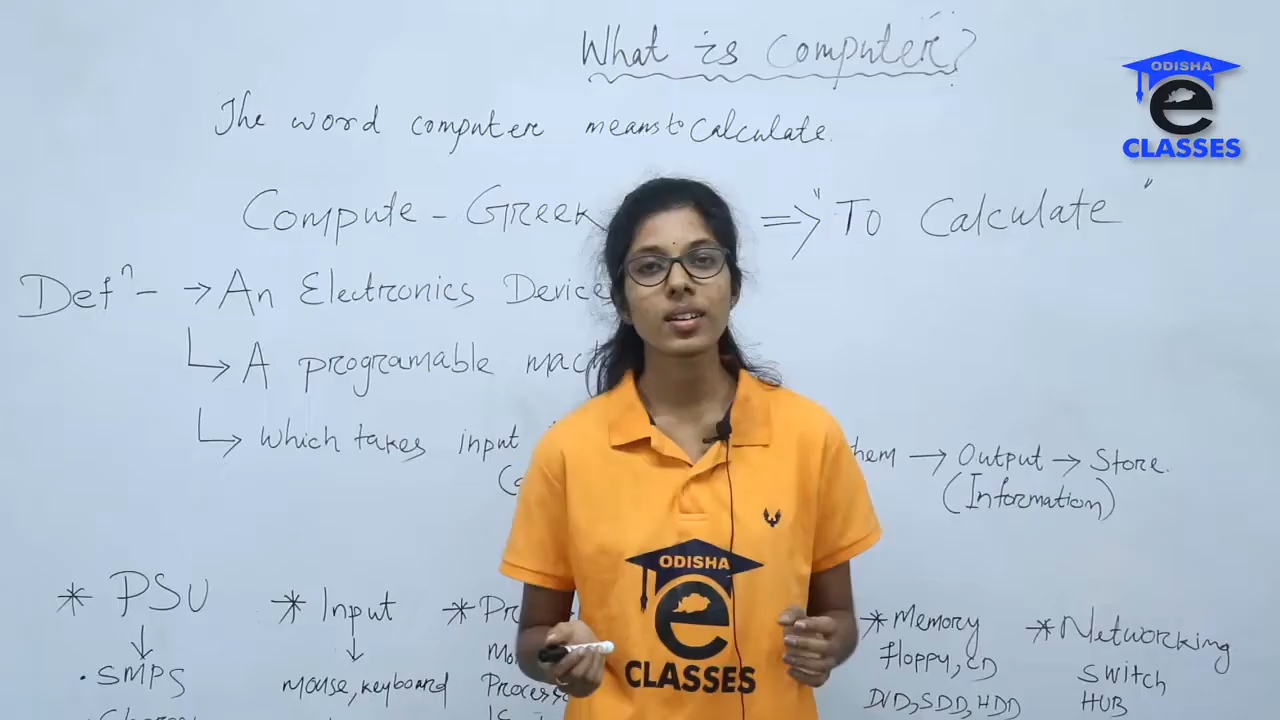 What is Computer?
ODISHA
e
CLASSES
The word computer means to calculate.
Compute - Greek => "To Calculate"
Defⁿ - → An Electronics Device
↳ A programable
↳ which takes input → Output → Store.
(Information)
* PSU * Input * Memory * Networking
↓ ↓ Floppy, CD Switch
. SMPS Mouse, keyboard DVD, SDD, HDD HUB
ODISHA
e
CLASSES